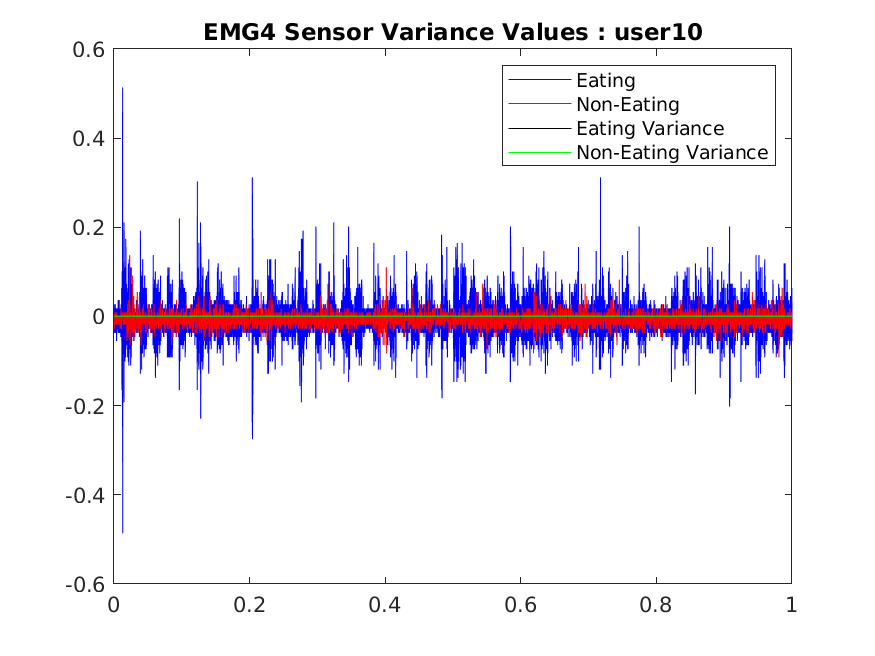 EMG4 Sensor Variance Values : user10
0.6
0.4
0.2
0
-0.2
-0.4
-0.6
Eating
Non-Eating
Eating Variance
Non-Eating Variance
0 0.2 0.4 0.6 0.8 1